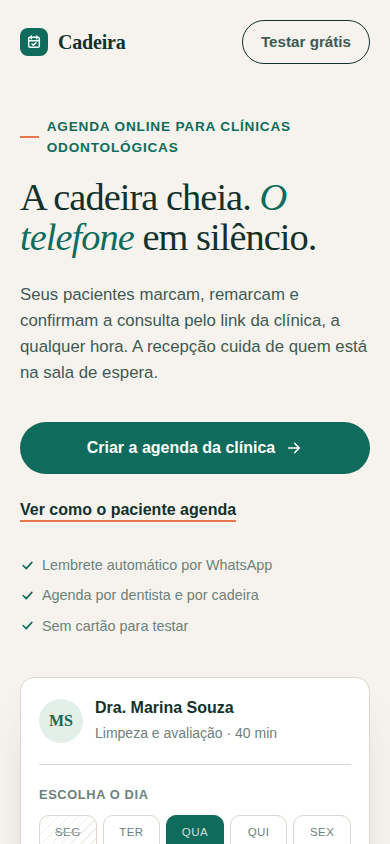 Cadeira
Testar grátis
AGENDA ONLINE PARA CLÍNICAS
ODONTOLÓGICAS
A cadeira cheia. O
telefone em silêncio.
Seus pacientes marcam, remarcam e
confirmam a consulta pelo link da clínica, a
qualquer hora. A recepção cuida de quem está
na sala de espera.
Criar a agenda da clínica
Ver como o paciente agenda
Lembrete automático por WhatsApp
Agenda por dentista e por cadeira
Sem cartão para testar
MS
Dra. Marina Souza
Limpeza e avaliação · 40 min
ESCOLHA O DIA
SEG TER QUA QUI SEX